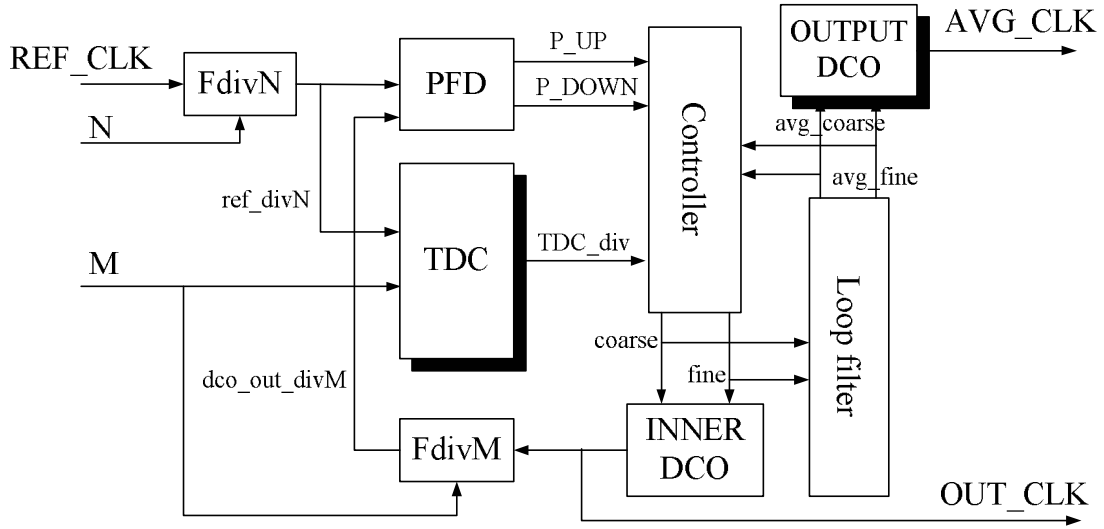 REF_CLK
FdivN
N
PFD
P_UP
P_DOWN
Controller
OUTPUT
DCO
AVG_CLK
avg_coarse
avg_fine
ref_divN
TDC
TDC_div
M
Loop filter
coarse
fine
dco_out_divM
FdivM
INNER
DCO
OUT_CLK